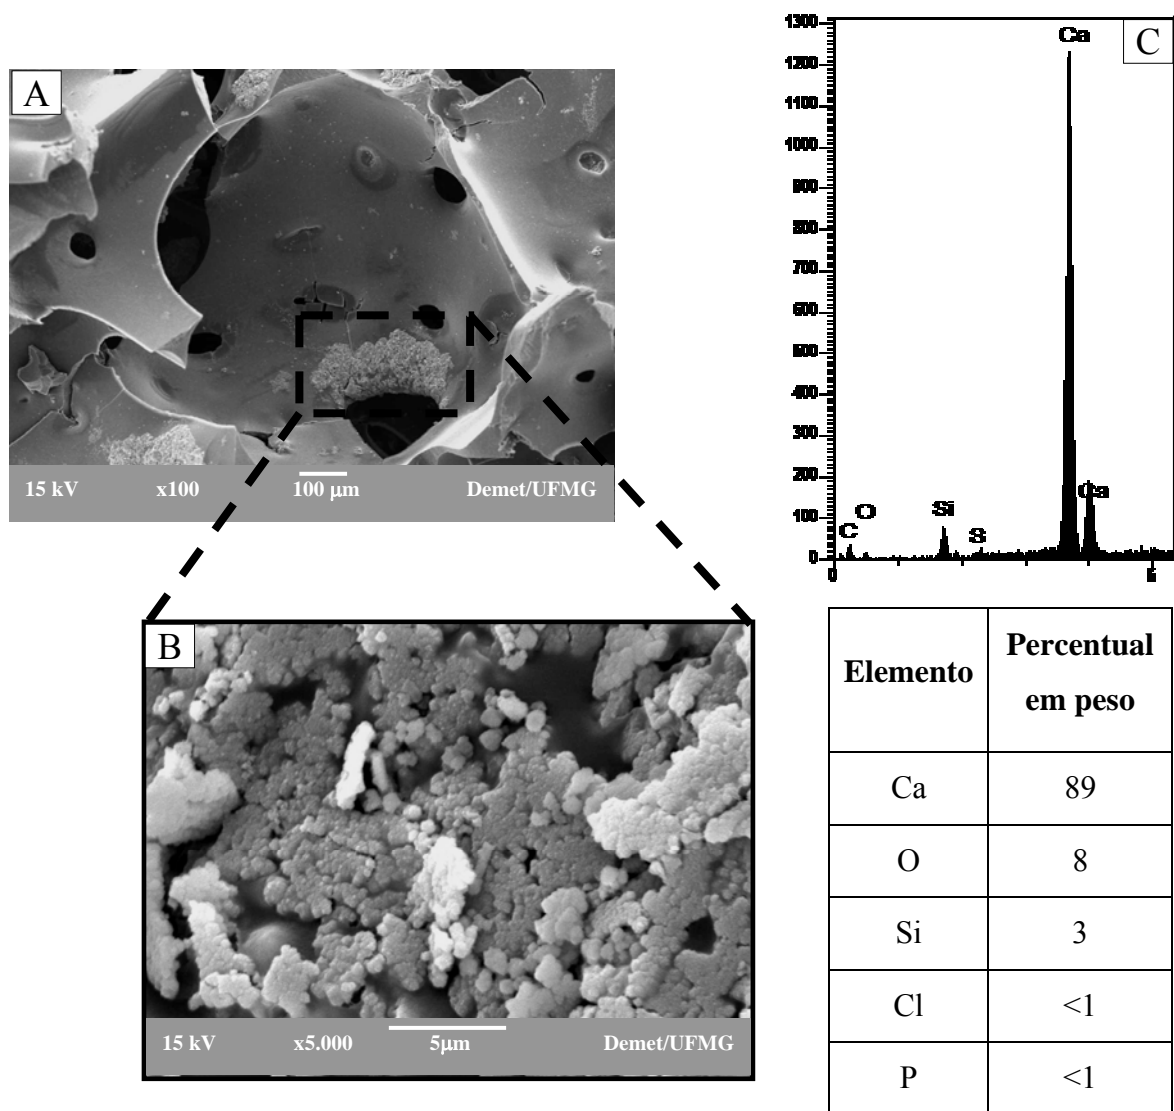 A
15 kV x100 100 µm Demet/UFMG
B
15 kV x5.000 5µm Demet/UFMG
C
1300
1200
1100
1000
900
800
700
600
500
400
300
200
100
0
Ca
Ca
Si
O
C
S
0
Elemento Percentual em peso
Ca 89
O 8
Si 3
Cl <1
P <1